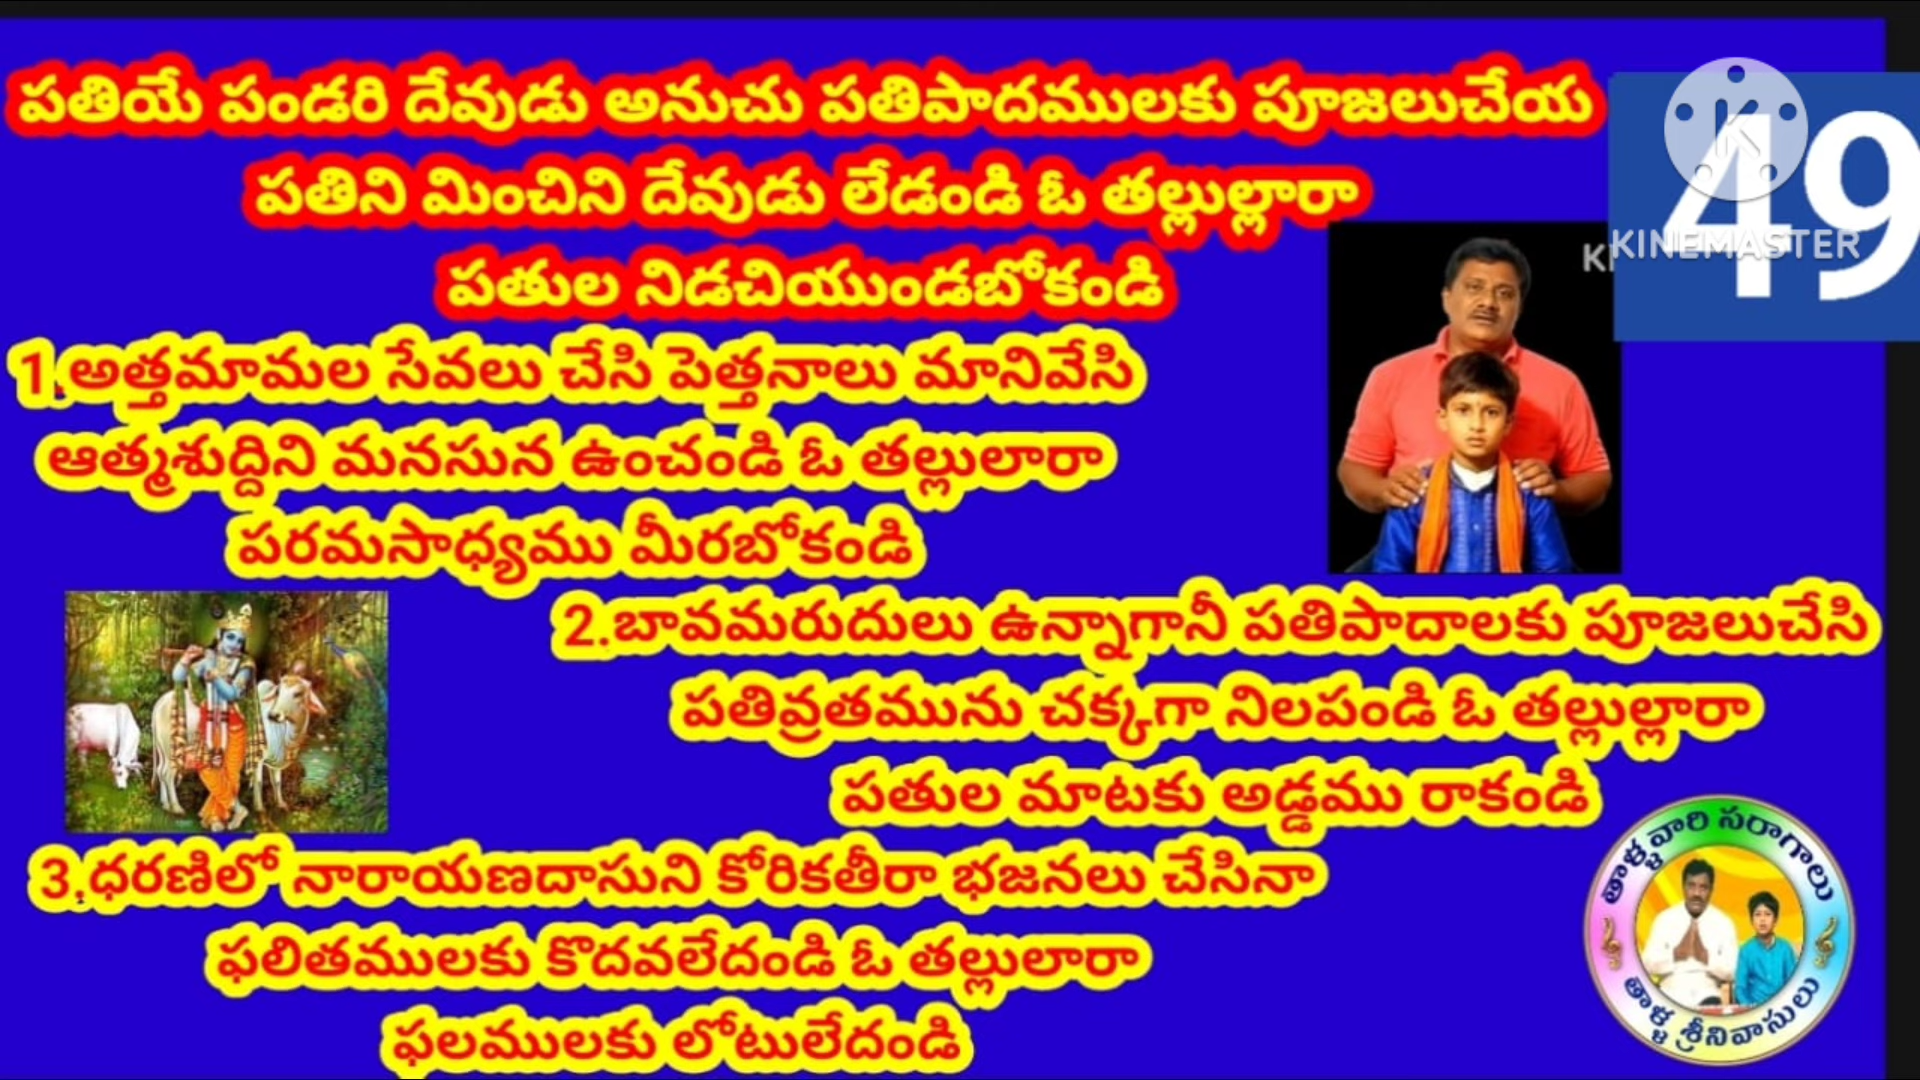 పతియే పండరి దేవుడు అనుచు పతిపాదములకు పూజలుచేయ
పతిని మించిని దేవుడు లేడండి ఓ తల్లుల్లారా
పతుల నిడచియుండబోకండి
49
KINEMASTER
1.అత్తమామల సేవలు చేసి పెత్తనాలు మానివేసి
ఆత్మశుద్దిని మనసున ఉంచండి ఓ తల్లులారా
పరమసాధ్యము మీరబోకండి
2.బావమరుదులు ఉన్నాగానీ పతిపాదాలకు పూజలుచేసి
పతివ్రతమును చక్కగా నిలపండి ఓ తల్లుల్లారా
పతుల మాటకు అడ్డము రాకండి
3.ధరణిలో నారాయణదాసుని కోరికతీరా భజనలు చేసినా
ఫలితములకు కొదవలేదండి ఓ తల్లులారా
ఫలములకు లోటులేదండి
తాళ్ళవారి సరాగాలు
తాళ్ళ శ్రీనివాసులు